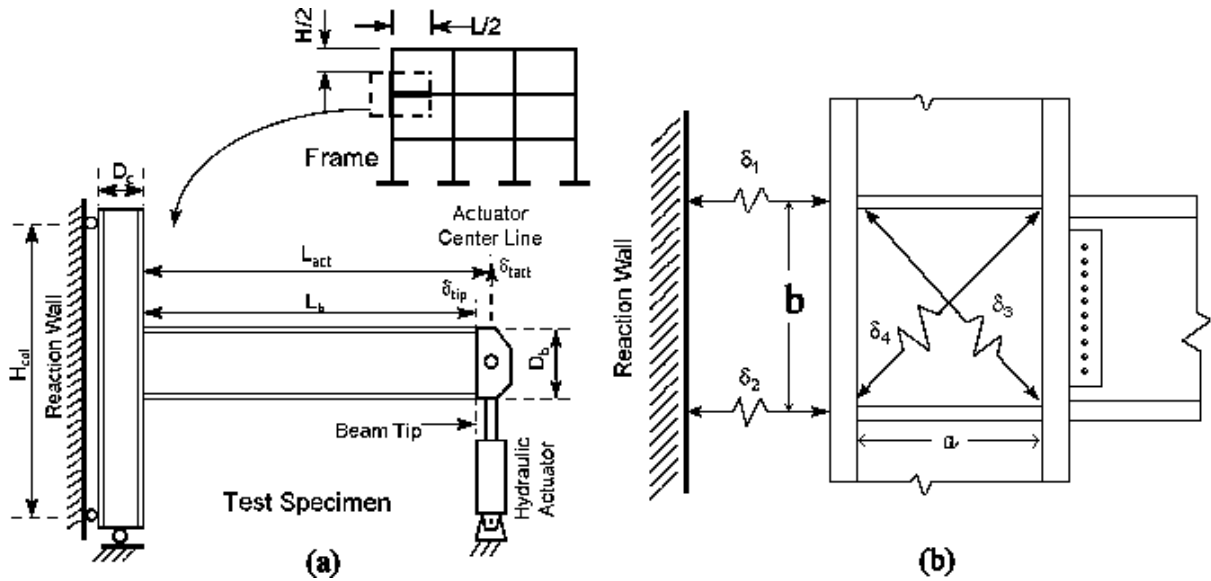 H/2
L/2
Frame
D_c
Actuator
Center Line
L_act
δ_tact
δ_tip
L_b
H_col
Reaction Wall
D_b
Beam Tip
Hydraulic
Actuator
Test Specimen
(a)
δ_1
Reaction Wall
b
δ_3
δ_4
δ_2
a
(b)